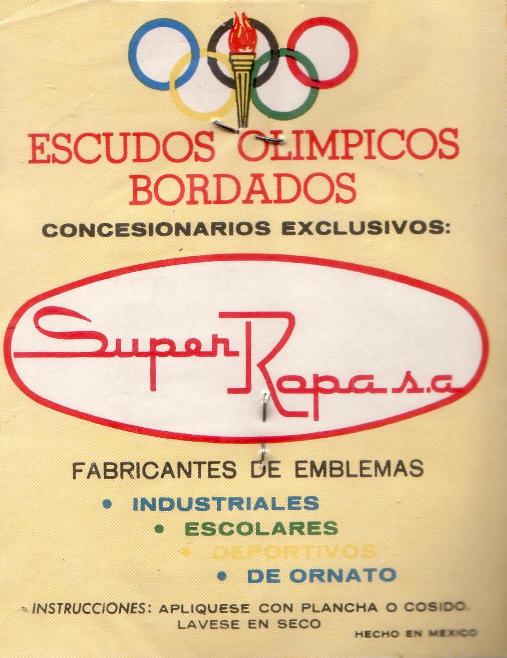 ESCUDOS OLIMPICOS
BORDADOS
CONCESIONARIOS EXCLUSIVOS:
Super Ropa s.a.
FABRICANTES DE EMBLEMAS
• INDUSTRIALES
• ESCOLARES
• DEPORTIVOS
• DE ORNATO
INSTRUCCIONES: APLIQUESE CON PLANCHA O COSIDO.
LAVESE EN SECO
HECHO EN MEXICO